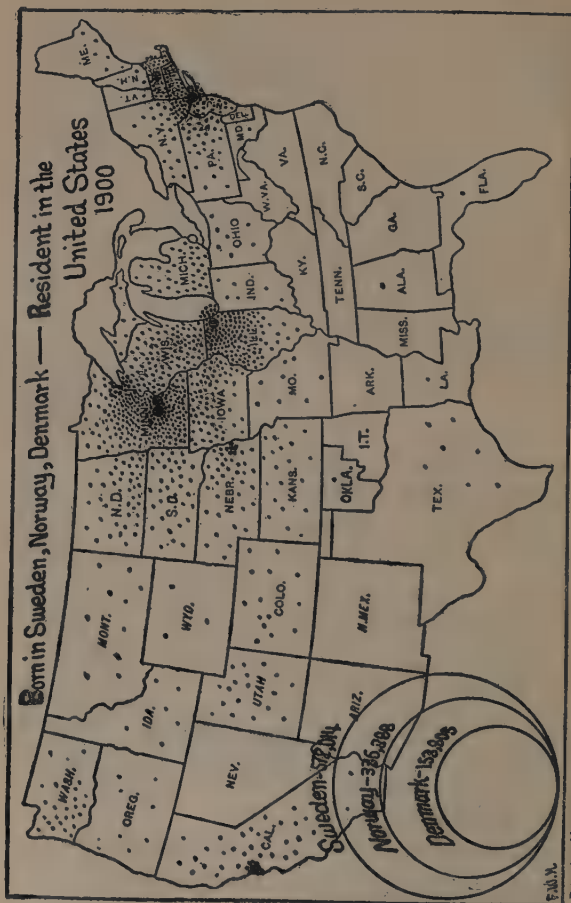 Born in Sweden, Norway, Denmark — Resident in the
United States
1900
WASH.
OREG.
CAL.
NEV.
IDA.
MONT.
WYO.
UTAH
COLO.
ARIZ.
N.MEX.
N.D.
S.D.
NEBR.
KANS.
OKLA.
I.T.
TEX.
IOWA
MO.
ARK.
LA.
WIS.
MICH.
IND.
OHIO
KY.
TENN.
MISS.
ALA.
GA.
FLA.
S.C.
N.C.
VA.
W.VA.
MD.
DEL.
PA.
N.Y.
VT.
N.H.
ME.
Sweden-
Norway-336,388
Denmark-153,805